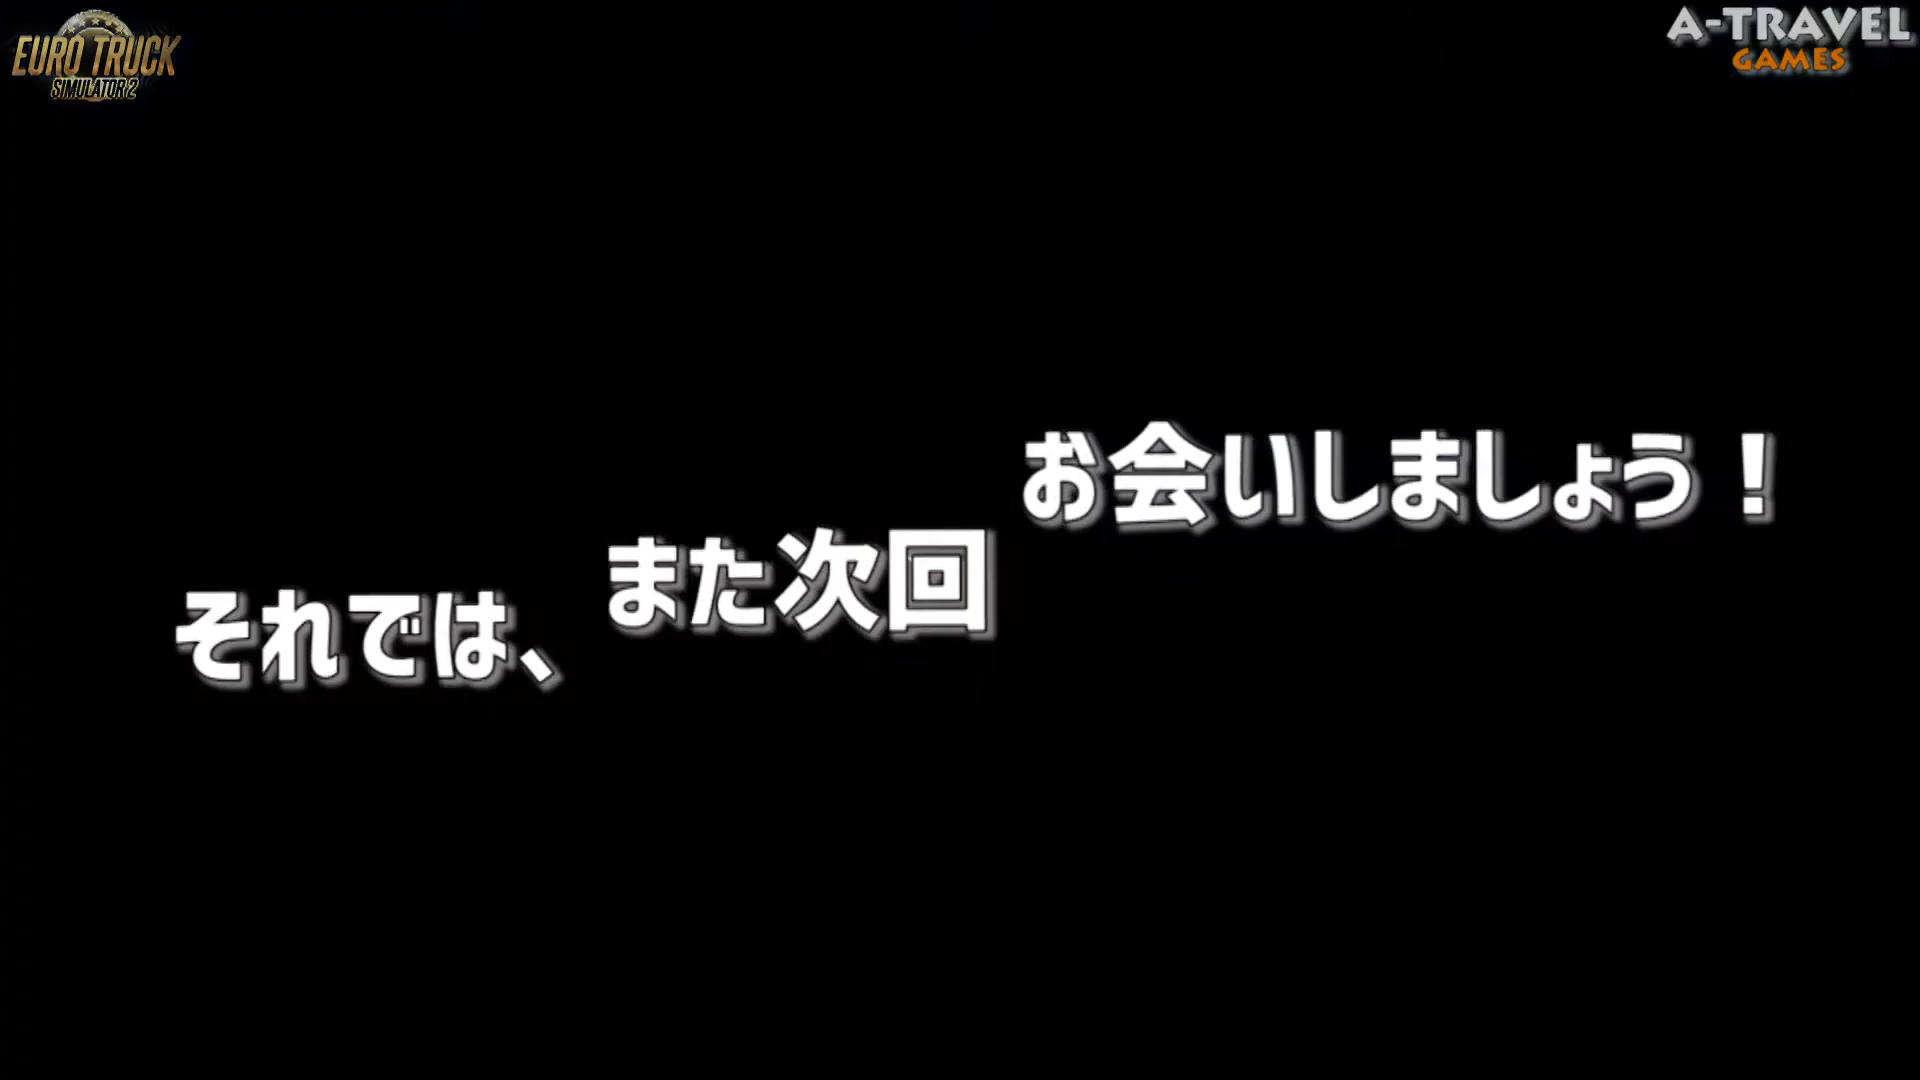 EURO TRUCK
SIMULATOR 2
A-TRAVEL
GAMES
それでは、
また次回
お会いしましょう！